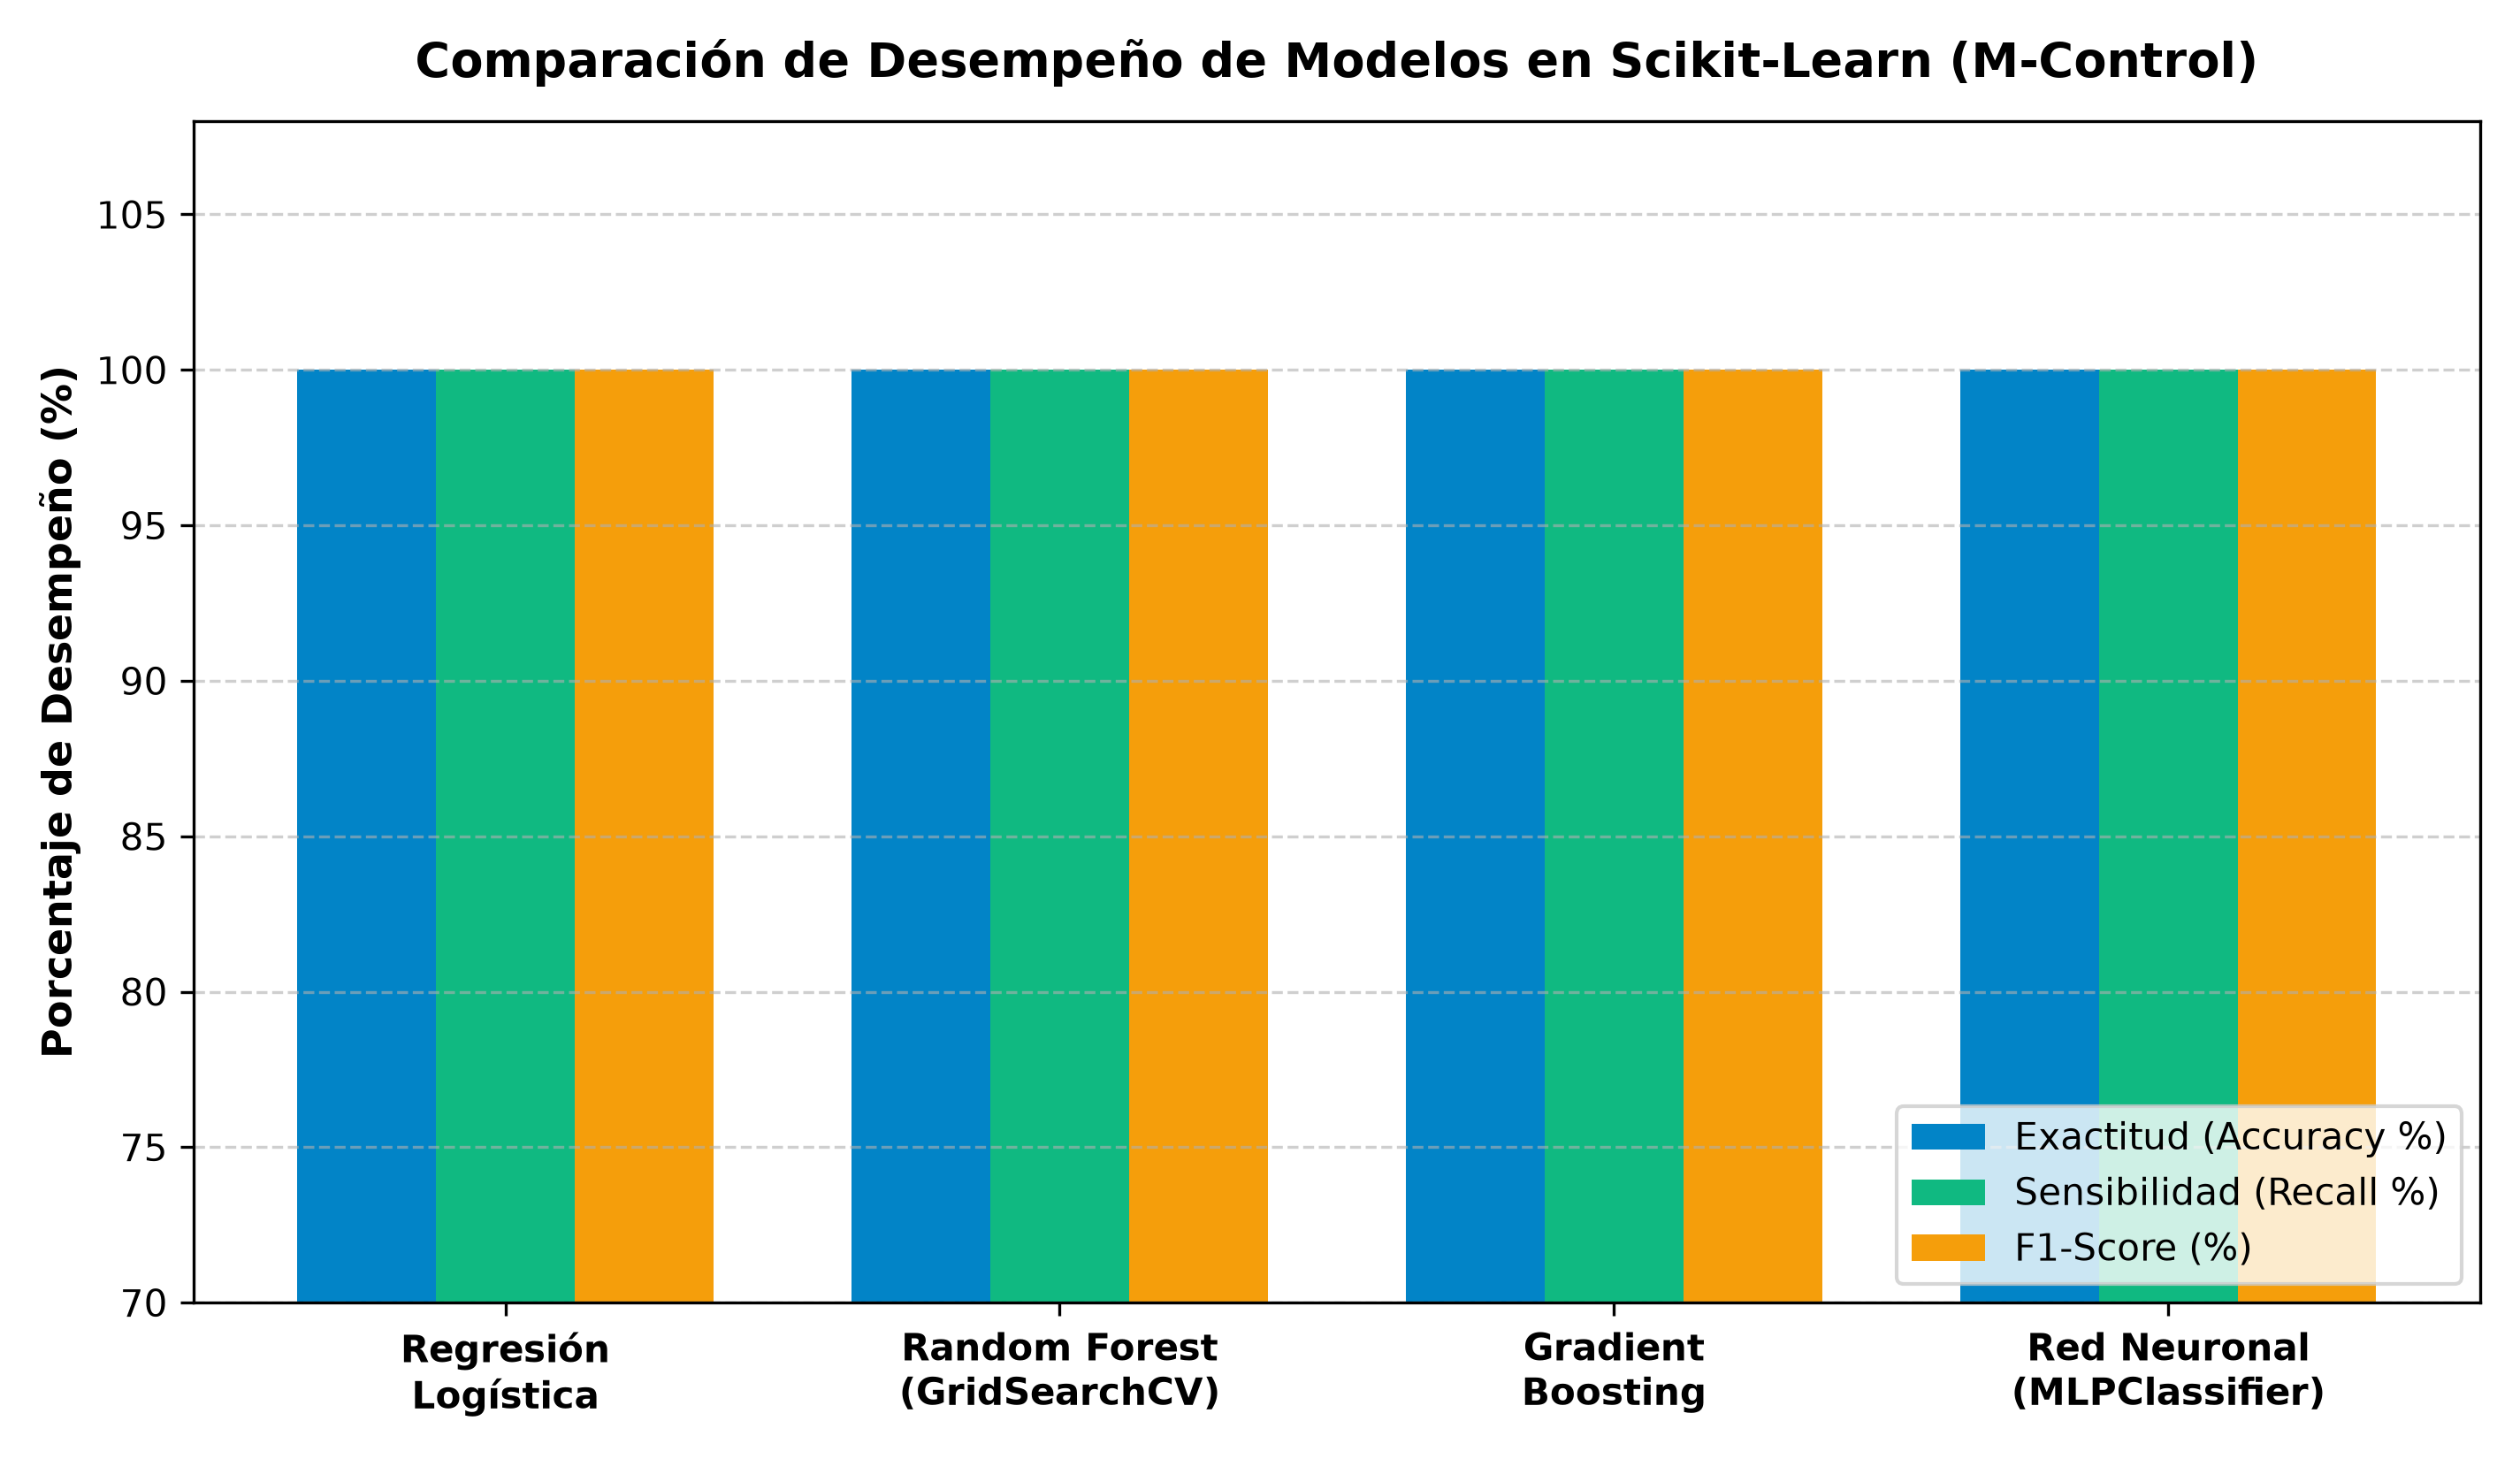 Comparación de Desempeño de Modelos en Scikit-Learn (M-Control)
Porcentaje de Desempeño (%)
105
100
95
90
85
80
75
70
Exactitud (Accuracy %)
Sensibilidad (Recall %)
F1-Score (%)
Regresión
Logística
Random Forest
(GridSearchCV)
Gradient
Boosting
Red Neuronal
(MLPClassifier)